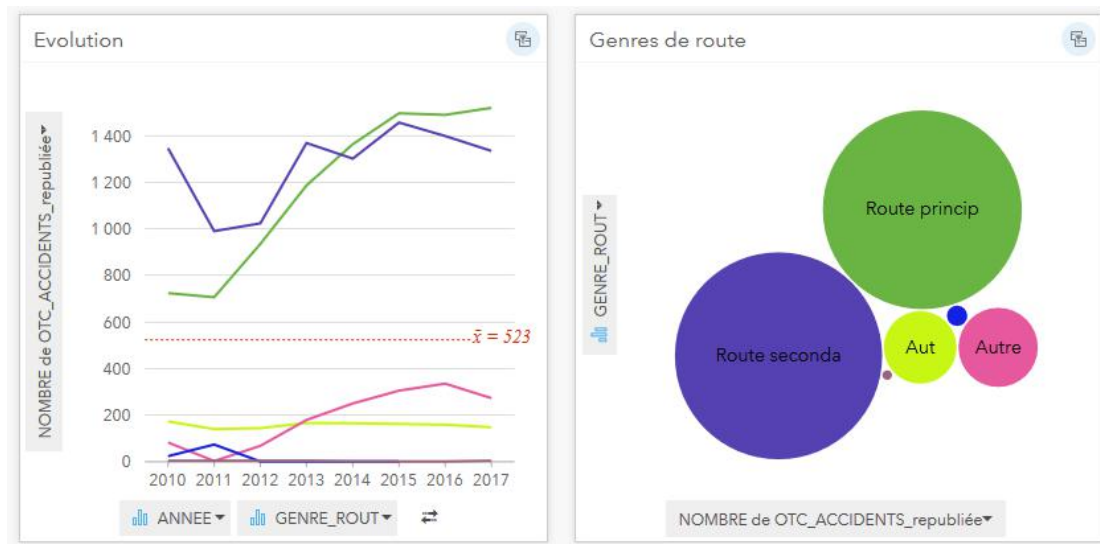 Evolution
NOMBRE de OTC_ACCIDENTS_republiée
1 400
1 200
1 000
800
600
400
200
0
x̄ = 523
2010 2011 2012 2013 2014 2015 2016 2017
ANNEE
GENRE_ROUT
Genres de route
GENRE_ROUT
Route princip
Route seconda
Aut
Autre
NOMBRE de OTC_ACCIDENTS_republiée